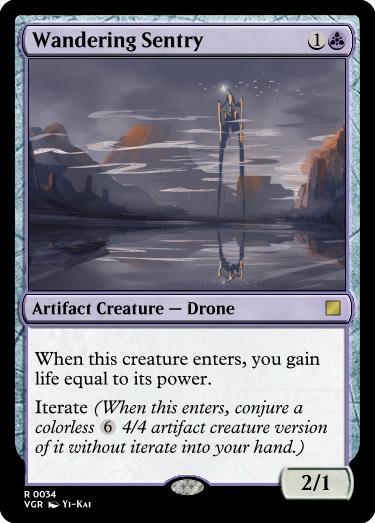 Wandering Sentry
1
Artifact Creature — Drone
When this creature enters, you gain
life equal to its power.
Iterate (When this enters, conjure a
colorless 6 4/4 artifact creature version
of it without iterate into your hand.)
2/1
R 0034
VGR Yi-Kai